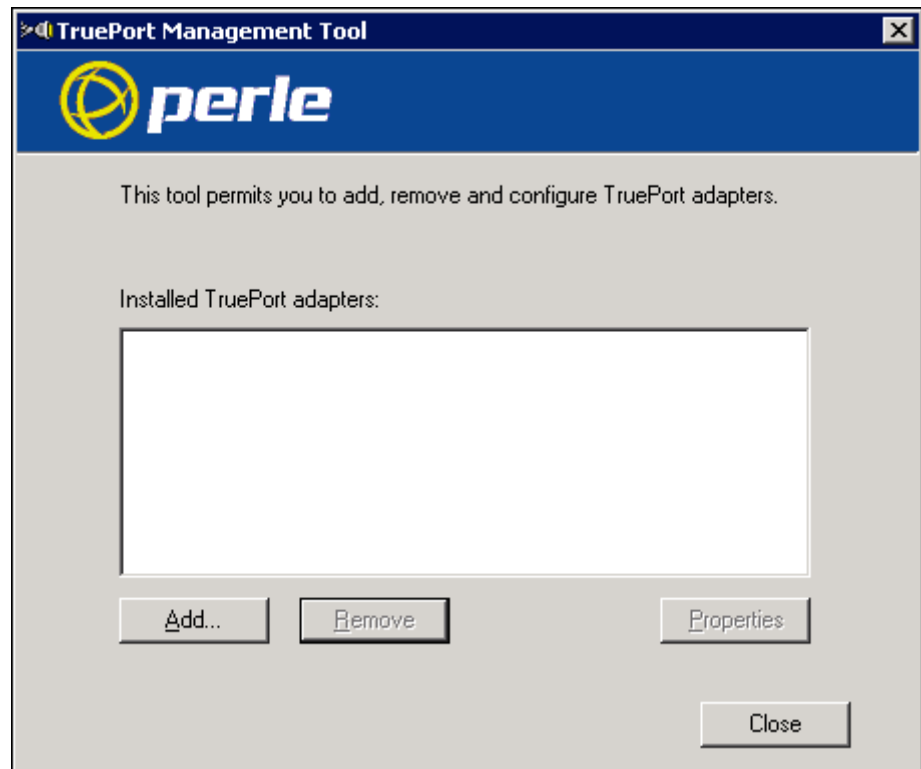 TruePort Management Tool
perle
This tool permits you to add, remove and configure TruePort adapters.
Installed TruePort adapters:
Add... Remove Properties
Close